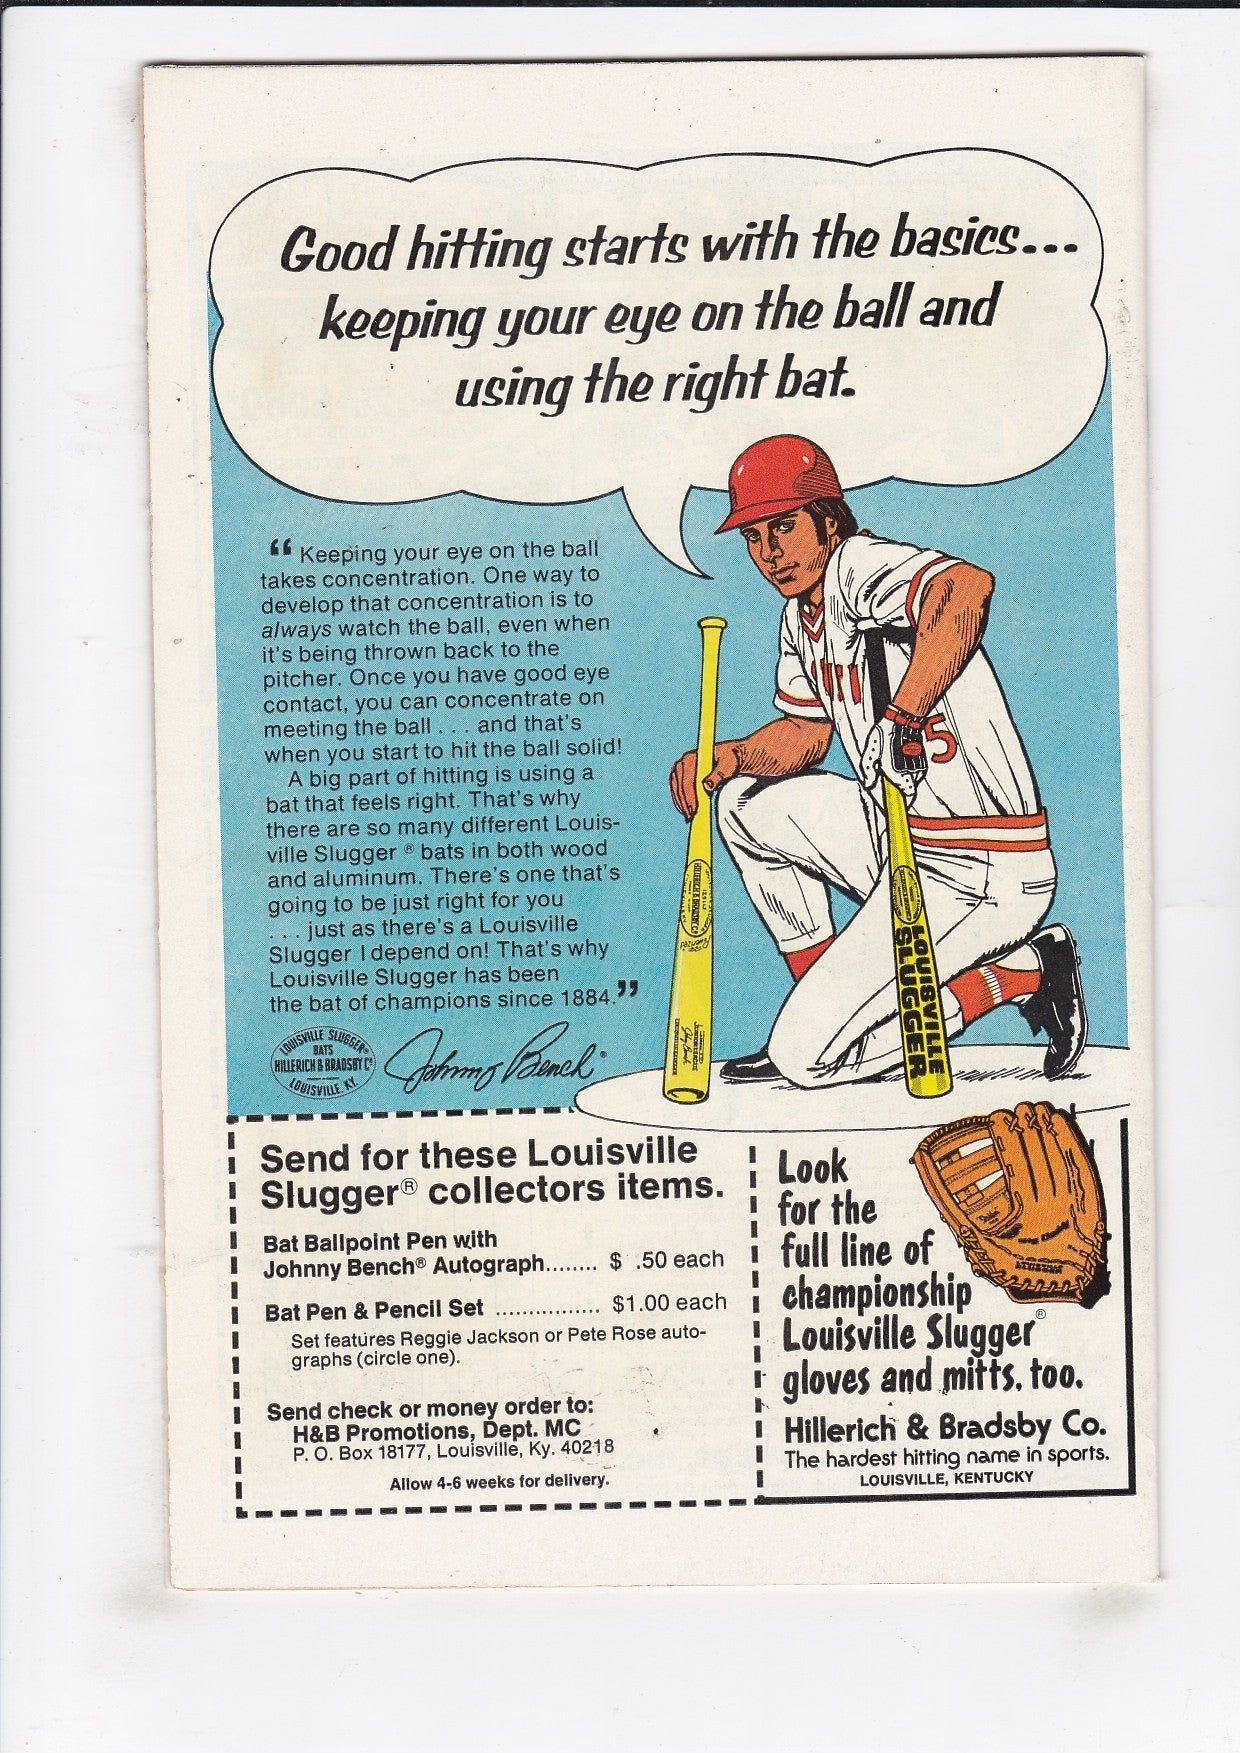 Good hitting starts with the basics...
keeping your eye on the ball and
using the right bat.
“Keeping your eye on the ball
takes concentration. One way to
develop that concentration is to
always watch the ball, even when
it's being thrown back to the
pitcher. Once you have good eye
contact, you can concentrate on
meeting the ball . . . and that's
when you start to hit the ball solid!
A big part of hitting is using a
bat that feels right. That's why
there are so many different Louis-
ville Slugger ® bats in both wood
and aluminum. There's one that's
going to be just right for you
. . . just as there's a Louisville
Slugger I depend on! That's why
Louisville Slugger has been
the bat of champions since 1884.”
LOUISVILLE SLUGGER®
BATS
HILLERICH & BRADSBY Co
LOUISVILLE, KY.
Johnny Bench
5
HILLERICH & BRADSBY Co
LOUISVILLE
SLUGGER
Send for these Louisville
Slugger® collectors items.
Bat Ballpoint Pen with
Johnny Bench® Autograph........ $ .50 each
Bat Pen & Pencil Set ................ $1.00 each
Set features Reggie Jackson or Pete Rose auto-
graphs (circle one).
Send check or money order to:
H&B Promotions, Dept. MC
P. O. Box 18177, Louisville, Ky. 40218
Allow 4-6 weeks for delivery.
Look
for the
full line of
championship
Louisville Slugger®
gloves and mitts, too.
Hillerich & Bradsby Co.
The hardest hitting name in sports.
LOUISVILLE, KENTUCKY